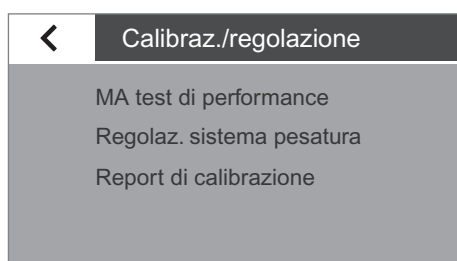 Calibraz./regolazione
MA test di performance
Regolaz. sistema pesatura
Report di calibrazione